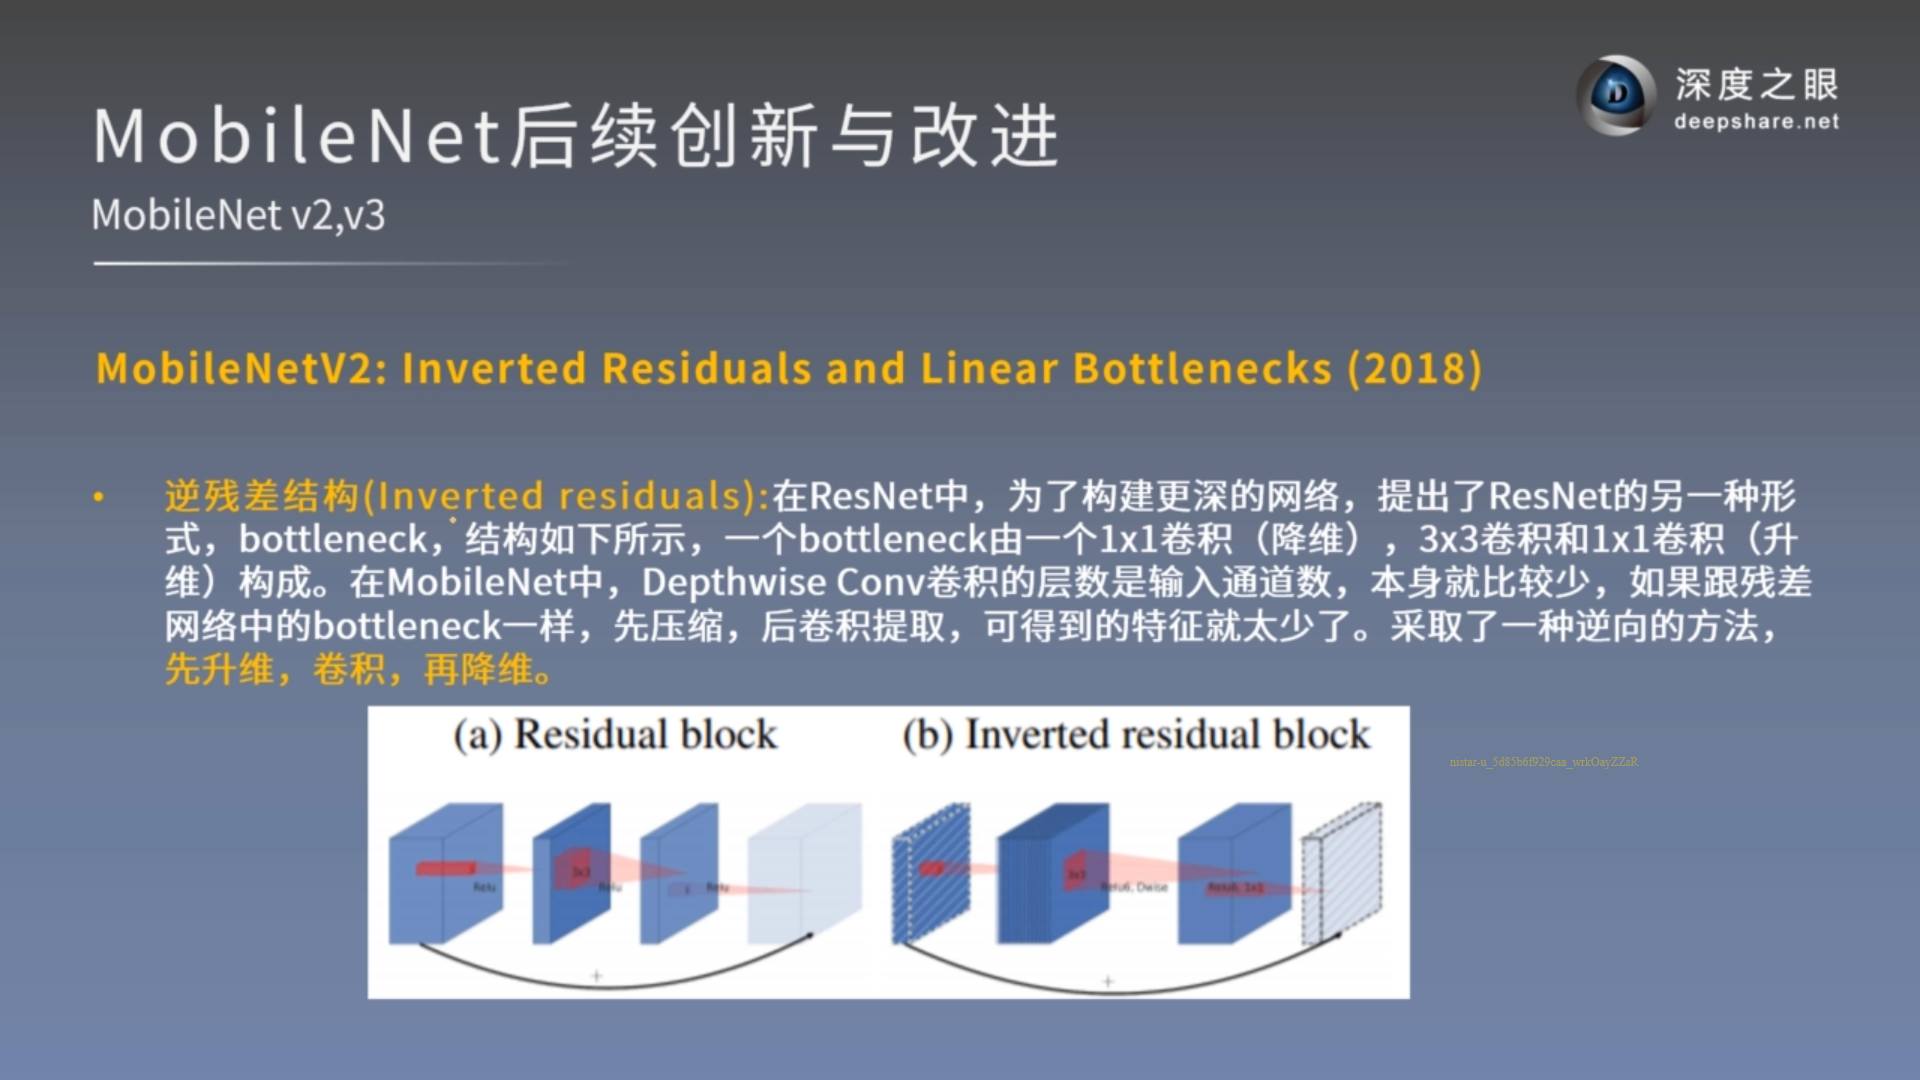 深度之眼
deepshare.net
MobileNet后续创新与改进
MobileNet v2,v3
MobileNetV2: Inverted Residuals and Linear Bottlenecks (2018)
• 逆残差结构(Inverted residuals):在ResNet中，为了构建更深的网络，提出了ResNet的另一种形
式，bottleneck，结构如下所示，一个bottleneck由一个1x1卷积（降维），3x3卷积和1x1卷积（升
维）构成。在MobileNet中，Depthwise Conv卷积的层数是输入通道数，本身就比较少，如果跟残差
网络中的bottleneck一样，先压缩，后卷积提取，可得到的特征就太少了。采取了一种逆向的方法，
先升维，卷积，再降维。
(a) Residual block
(b) Inverted residual block
nistar-u_5d85b6f929caa_wrkOayZZaR
Relu
3x3
Relu
Relu
+
3x3
Relu6, Dwise
Relu6, 1x1
+